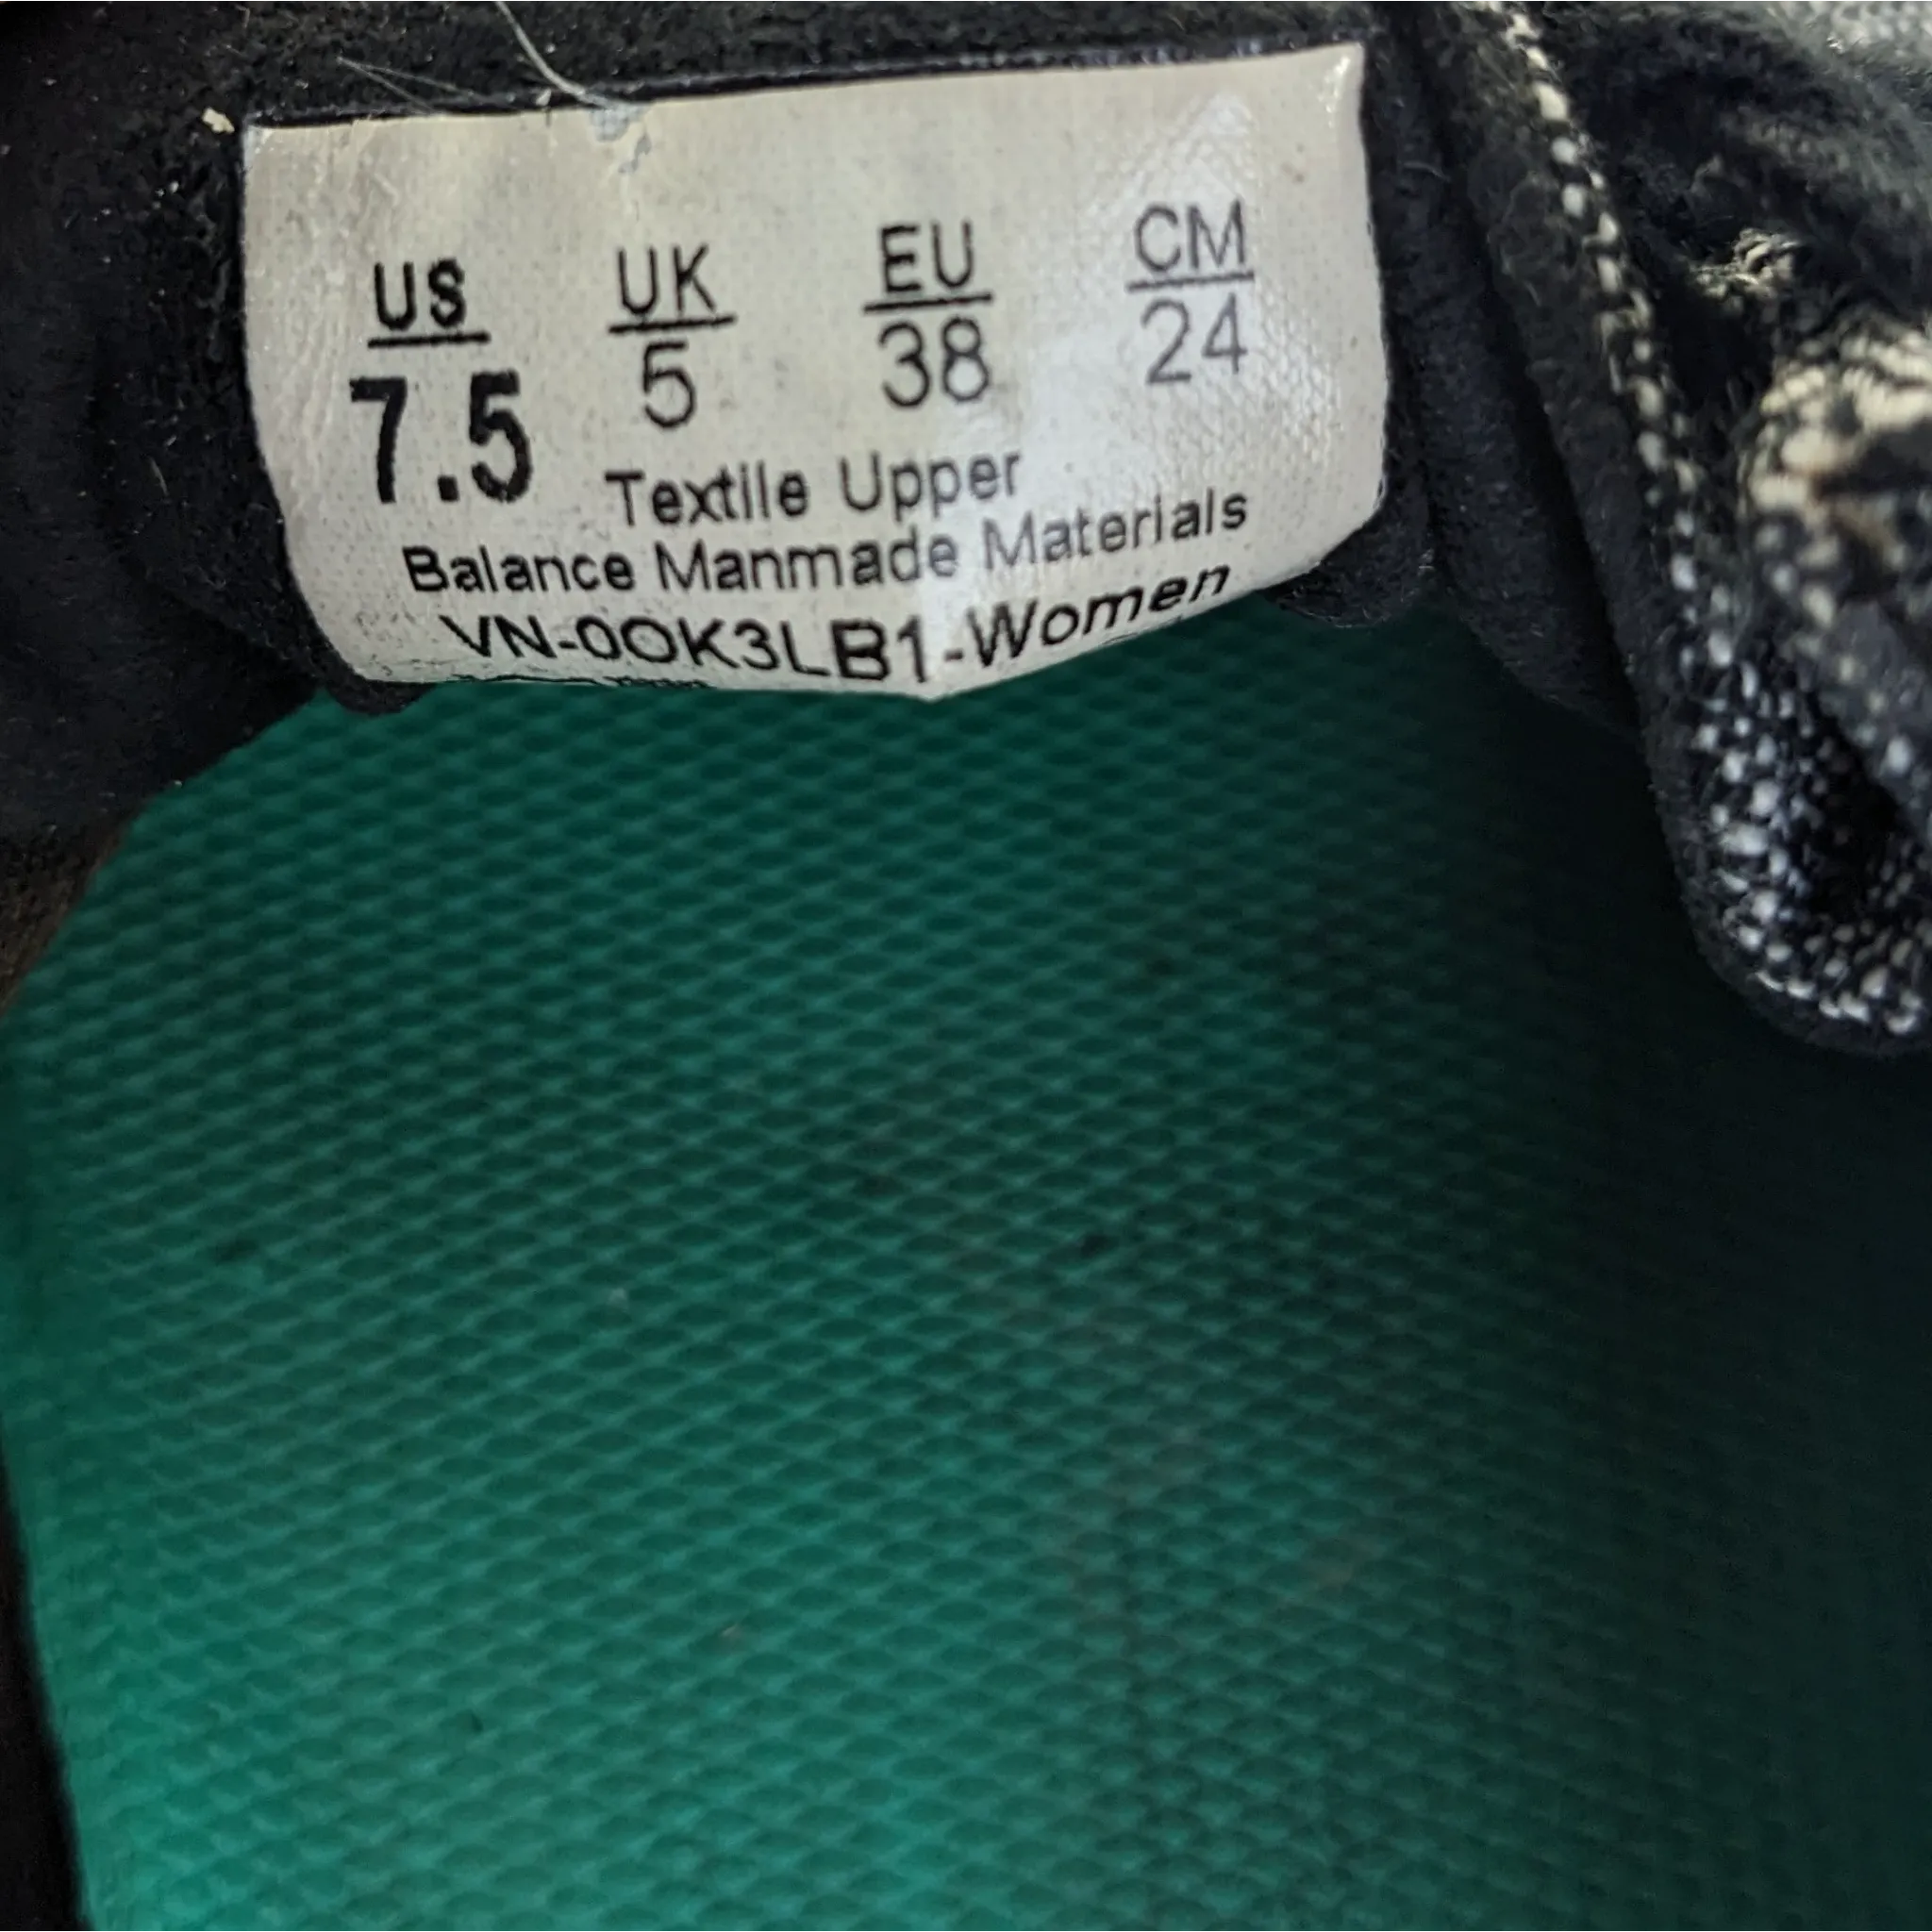 US UK EU CM
7.5 5 38 24
Textile Upper
Balance Manmade Materials
VN-0OK3LB1-Women